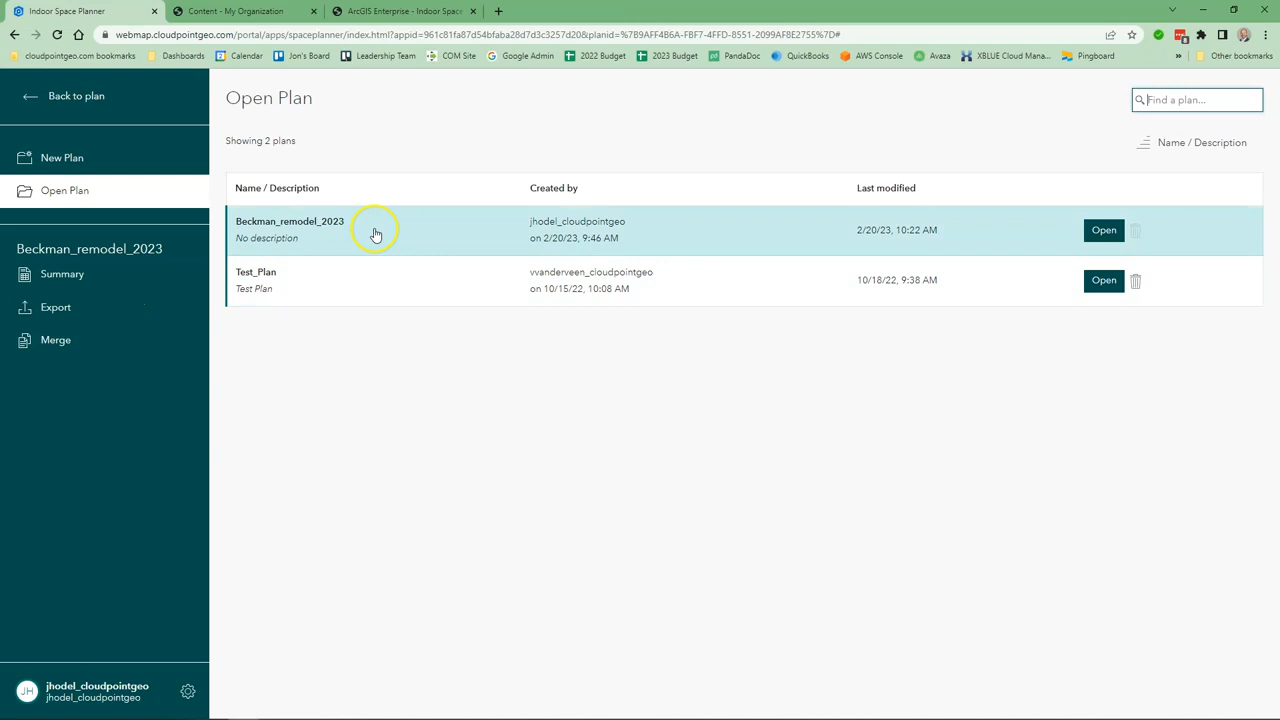 Indoor Space Planner
Content - My Organization
ArcGIS Enterprise - Indoor Space
webmap.cloudpointgeo.com/portal/apps/spaceplanner/index.html?appid=961c81fa87d54bfaba28d7d3c3257d20&planid=%7B9AFF4B6A-FBF7-4FFD-8551-2099AF8E2755%7D#
cloudpointgeo.com bookmarks
Dashboards
Calendar
Jon's Board
Leadership Team
COM Site
Google Admin
2022 Budget
2023 Budget
PandaDoc
QuickBooks
AWS Console
Avaza
XBLUE Cloud Mana...
Pingboard
»
Other bookmarks
Back to plan
New Plan
Open Plan
Beckman_remodel_2023
Summary
Export
Merge
JH
jhodel_cloudpointgeo
jhodel_cloudpointgeo
Open Plan
Find a plan...
Showing 2 plans
Name / Description
Name / Description
Created by
Last modified
Beckman_remodel_2023
No description
jhodel_cloudpointgeo
on 2/20/23, 9:46 AM
2/20/23, 10:22 AM
Open
Test_Plan
Test Plan
vvanderveen_cloudpointgeo
on 10/15/22, 10:08 AM
10/18/22, 9:38 AM
Open